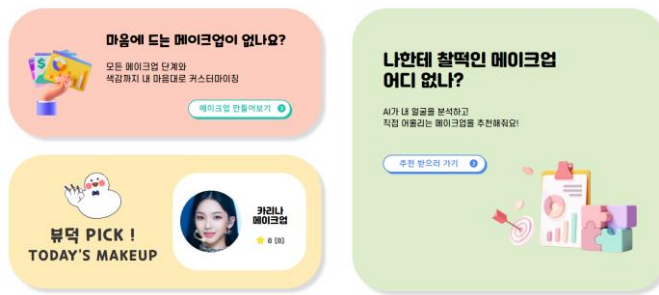 마음에 드는 메이크업이 없나요?
모든 메이크업 단계와
색감까지 내 마음대로 커스터마이징
메이크업 만들어보기
뷰덕 PICK !
TODAY'S MAKEUP
카리나
메이크업
0 (0)
나한테 찰떡인 메이크업
어디 없나?
AI가 내 얼굴을 분석하고
직접 어울리는 메이크업을 추천해줘요!
추천 받으러 가기